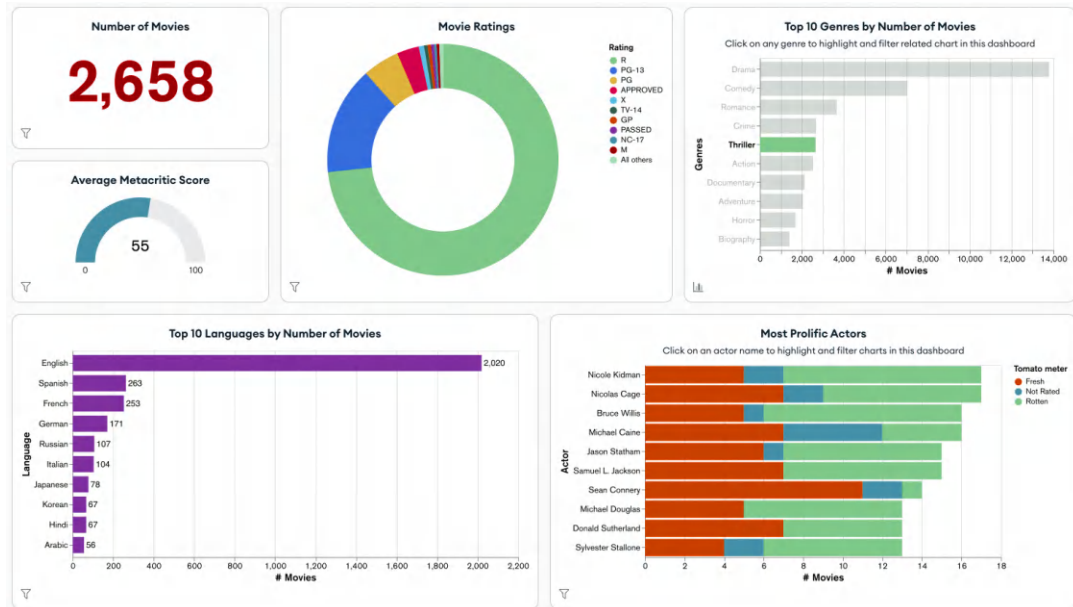 Number of Movies
2,658
Average Metacritic Score
55
0
100
Movie Ratings
Rating
R
PG-13
PG
APPROVED
X
TV-14
GP
PASSED
NC-17
M
All others
Top 10 Genres by Number of Movies
Click on any genre to highlight and filter related chart in this dashboard
Genres
Drama
Comedy
Romance
Crime
Thriller
Action
Documentary
Adventure
Horror
Biography
0 2,000 4,000 6,000 8,000 10,000 12,000 14,000
# Movies
Top 10 Languages by Number of Movies
Language
English 2,020
Spanish 263
French 253
German 171
Russian 107
Italian 104
Japanese 78
Korean 67
Hindi 67
Arabic 56
0 200 400 600 800 1,000 1,200 1,400 1,600 1,800 2,000 2,200
# Movies
Most Prolific Actors
Click on an actor name to highlight and filter charts in this dashboard
Actor
Nicole Kidman
Nicolas Cage
Bruce Willis
Michael Caine
Jason Statham
Samuel L. Jackson
Sean Connery
Michael Douglas
Donald Sutherland
Sylvester Stallone
0 2 4 6 8 10 12 14 16 18
# Movies
Tomato meter
Fresh
Not Rated
Rotten